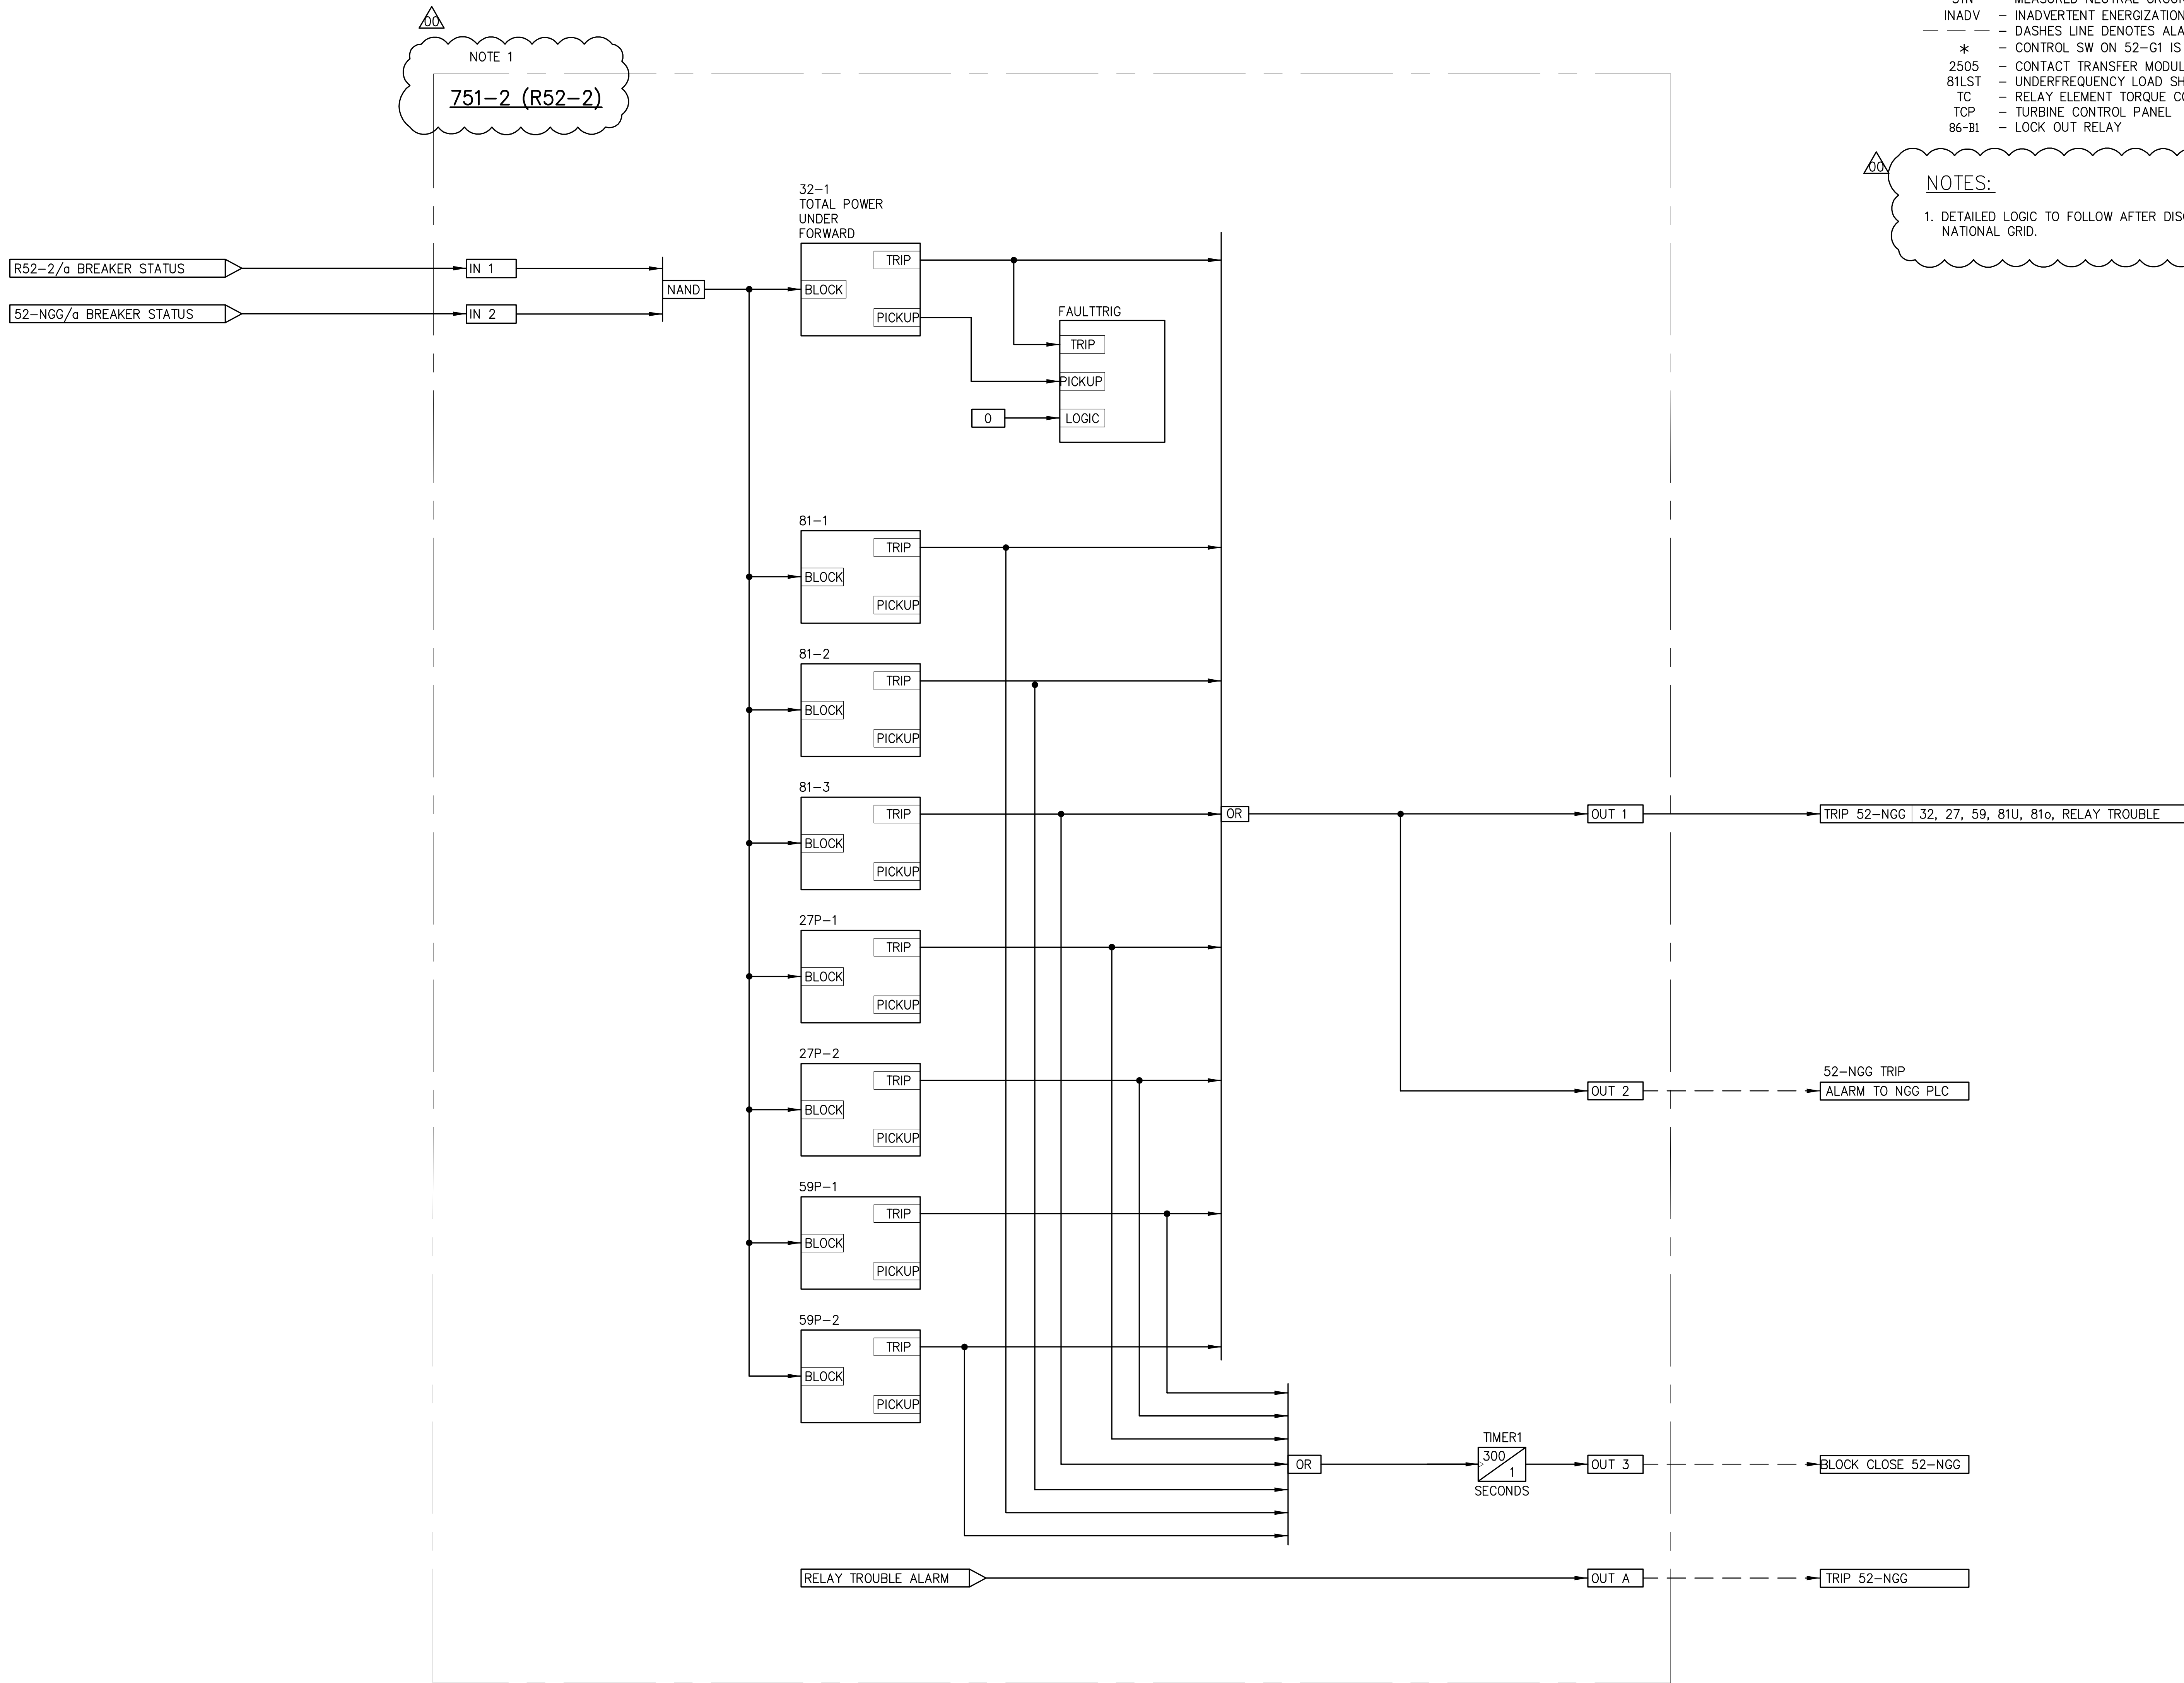 00
NOTE 1
751-2 (R52-2)
INADV - INADVERTENT ENERGIZATION
- DASHES LINE DENOTES
* - CONTROL SW ON 52-G1 IS
2505 - CONTACT TRANSFER
81LST - UNDERFREQUENCY LOAD
TC - RELAY ELEMENT TORQUE
TCP - TURBINE CONTROL PANEL
86-B1 - LOCK OUT RELAY
00
NOTES:
1. DETAILED LOGIC TO FOLLOW AFTER
NATIONAL GRID.
R52-2/a BREAKER STATUS
IN 1
52-NGG/a BREAKER STATUS
IN 2
NAND
32-1
TOTAL POWER
UNDER
FORWARD
TRIP
BLOCK
PICKUP
FAULTTRIG
TRIP
PICKUP
0
LOGIC
81-1
TRIP
BLOCK
PICKUP
81-2
TRIP
BLOCK
PICKUP
81-3
TRIP
BLOCK
PICKUP
OR
OUT 1
TRIP 52-NGG
32, 27, 59, 81U, 81o, RELAY TROUBLE
27P-1
TRIP
BLOCK
PICKUP
27P-2
TRIP
BLOCK
PICKUP
OUT 2
52-NGG TRIP
ALARM TO NGG PLC
59P-1
TRIP
BLOCK
PICKUP
59P-2
TRIP
BLOCK
PICKUP
OR
TIMER1
300
1
SECONDS
OUT 3
BLOCK CLOSE 52-NGG
RELAY TROUBLE ALARM
OUT A
TRIP 52-NGG